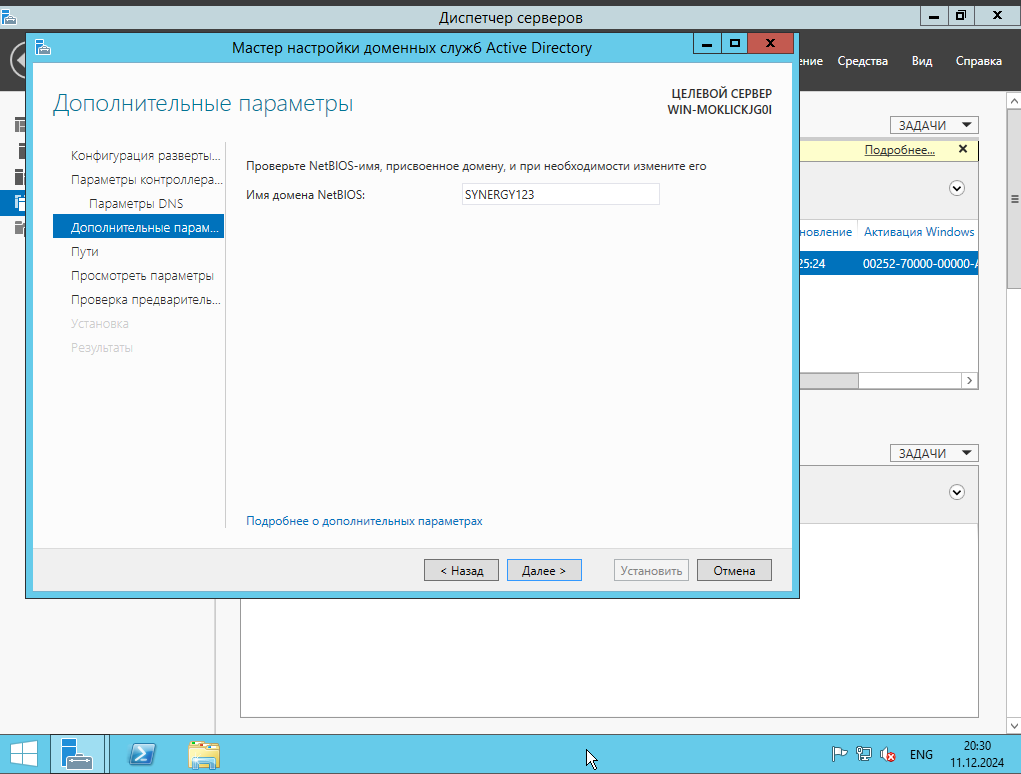 Диспетчер серверов
Мастер настройки доменных служб Active Directory
Средства
Вид
Справка
Дополнительные параметры
ЦЕЛЕВОЙ СЕРВЕР
WIN-MOKLICKJG0I
ЗАДАЧИ
Подробнее...
Конфигурация разверты...
Параметры контроллера...
Параметры DNS
Дополнительные парам...
Пути
Просмотреть параметры
Проверка предваритель...
Установка
Результаты
Проверьте NetBIOS-имя, присвоенное домену, и при необходимости измените его
Имя домена NetBIOS:
SYNERGY123
новление
Активация Windows
25:24
00252-70000-00000-A
ЗАДАЧИ
Подробнее о дополнительных параметрах
< Назад
Далее >
Установить
Отмена
ENG
20:30
11.12.2024